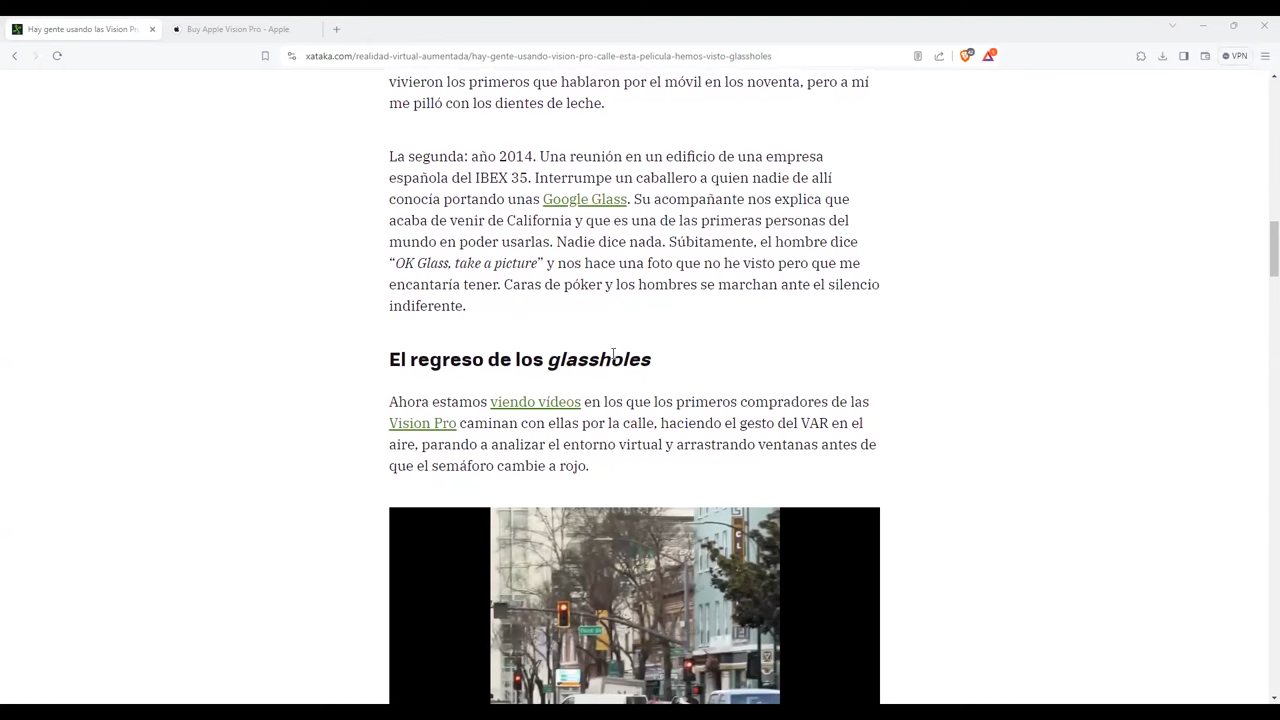 Hay gente usando las Vision Pr
Buy Apple Vision Pro - Apple
xataka.com/realidad-virtual-aumentada/hay-gente-usando-vision-pro-calle-esta-pelicula-hemos-visto-glassholes
VPN
vivieron los primeros que hablaron por el móvil en los noventa, pero a mí
me pilló con los dientes de leche.
La segunda: año 2014. Una reunión en un edificio de una empresa
española del IBEX 35. Interrumpe un caballero a quien nadie de allí
conocía portando unas Google Glass. Su acompañante nos explica que
acaba de venir de California y que es una de las primeras personas del
mundo en poder usarlas. Nadie dice nada. Súbitamente, el hombre dice
“OK Glass, take a picture” y nos hace una foto que no he visto pero que me
encantaría tener. Caras de póker y los hombres se marchan ante el silencio
indiferente.
El regreso de los glassholes
Ahora estamos viendo vídeos en los que los primeros compradores de las
Vision Pro caminan con ellas por la calle, haciendo el gesto del VAR en el
aire, parando a analizar el entorno virtual y arrastrando ventanas antes de
que el semáforo cambie a rojo.